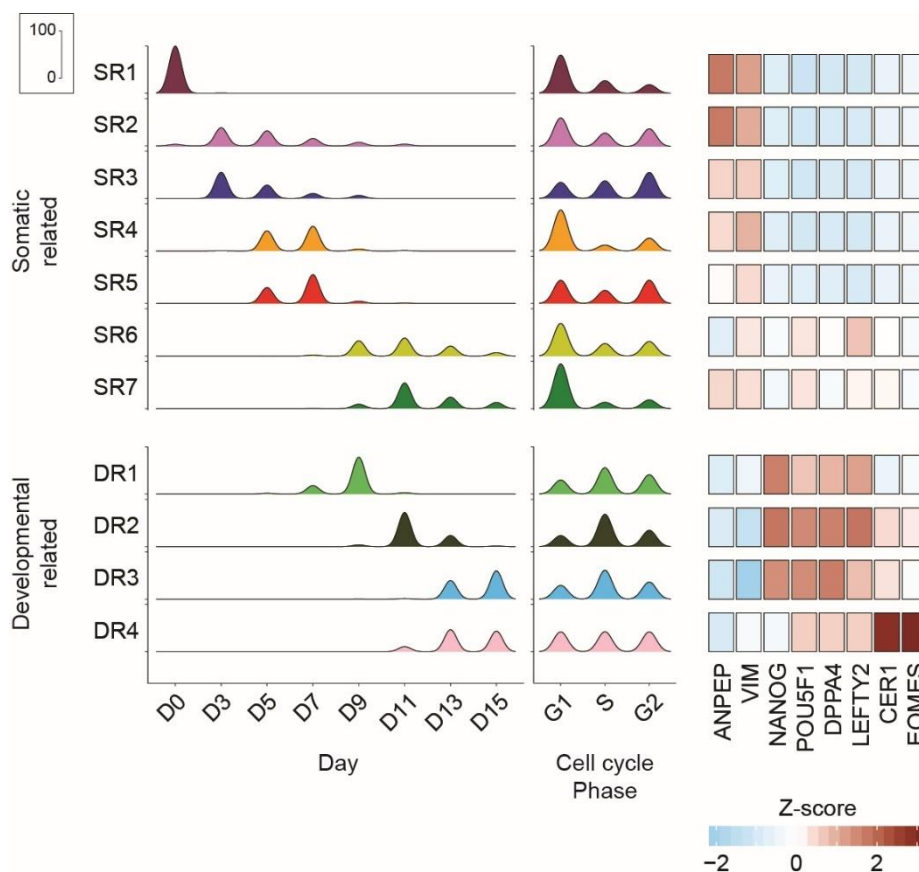 100
0
Somatic
related
SR1
SR2
SR3
SR4
SR5
SR6
SR7
Developmental
related
DR1
DR2
DR3
DR4
D0 D3 D5 D7 D9 D11 D13 D15
Day
G1 S G2
Cell cycle
Phase
ANPEP VIM NANOG POU5F1 DPPA4 LEFTY2 CER1 EOMES
Z-score
−2 0 2